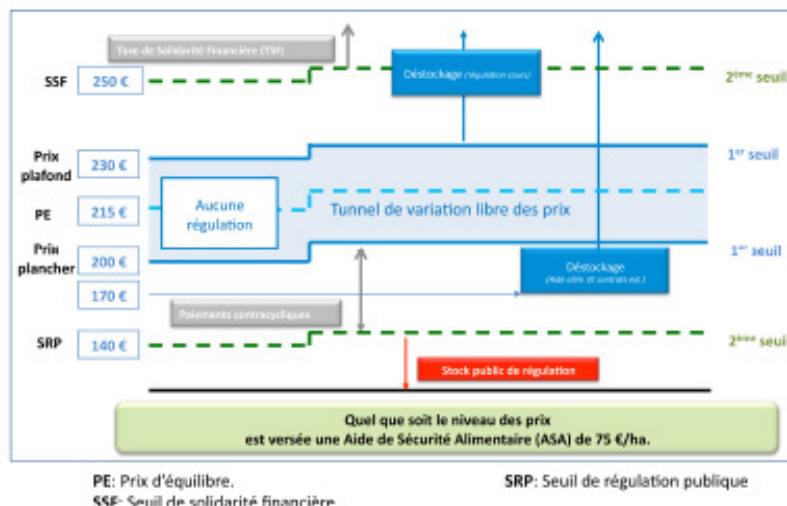 Taxe de Solidarité Financière (TSF)
SSF 250 €
Déstockage (régulation cours)
2ème seuil
Prix plafond 230 €
1er seuil
PE 215 €
Aucune régulation
Tunnel de variation libre des prix
Prix plancher 200 €
1er seuil
Déstockage
170 €
Paiements contracycliques
SRP 140 €
2ème seuil
Stock public de régulation
Quel que soit le niveau des prix
est versée une Aide de Sécurité Alimentaire (ASA) de 75 €/ha.
PE: Prix d'équilibre.
SRP: Seuil de régulation publique
SSF: Seuil de solidarité financière